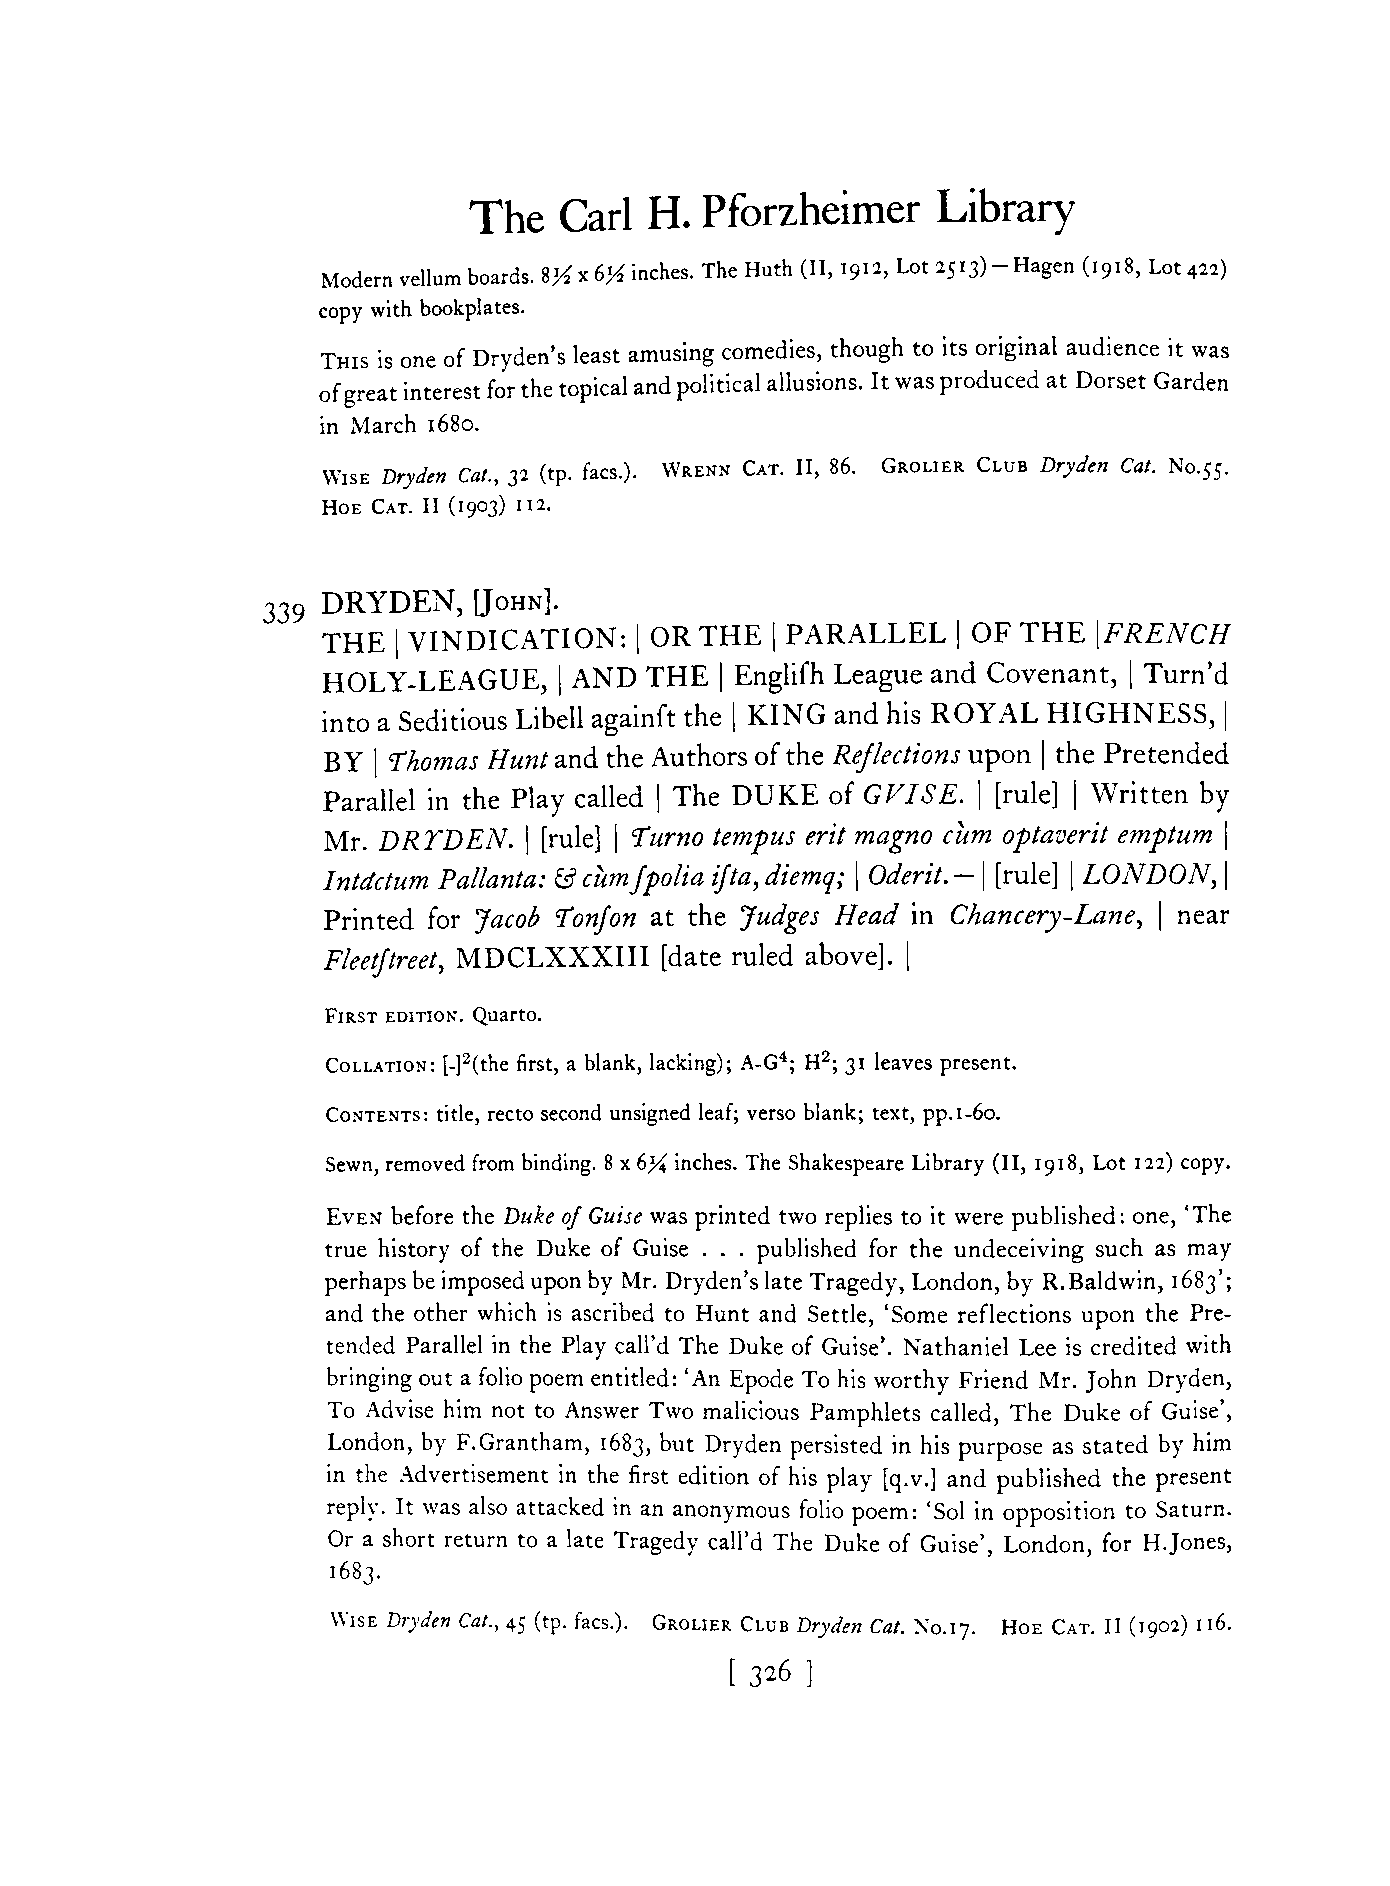 The Carl H. Pforzheimer Library
Modern vellum boards. 8½ x 6½ inches. The Huth (II, 1912, Lot 2513)—Hagen (1918, Lot 422)
copy with bookplates.
THIS is one of Dryden's least amusing comedies, though to its original audience it was
of great interest for the topical and political allusions. It was produced at Dorset Garden
in March 1680.
WISE Dryden Cat., 32 (tp. facs.). WRENN CAT. II, 86. GROLIER CLUB Dryden Cat. No.55.
HOE CAT. II (1903) 112.
339 DRYDEN, [JOHN].
THE | VINDICATION: | OR THE | PARALLEL | OF THE |FRENCH
HOLY-LEAGUE, | AND THE | Engliſh League and Covenant, | Turn'd
into a Seditious Libell againſt the | KING and his ROYAL HIGHNESS, |
BY | Thomas Hunt and the Authors of the Reflections upon | the Pretended
Parallel in the Play called | The DUKE of GVISE. | [rule] | Written by
Mr. DRYDEN. | [rule] | Turno tempus erit magno cùm optaverit emptum |
Intáctum Pallanta: & cùm ſpolia iſta, diemq; | Oderit.— | [rule] | LONDON, |
Printed for Jacob Tonſon at the Judges Head in Chancery-Lane, | near
Fleetſtreet, MDCLXXXIII [date ruled above]. |
FIRST EDITION. Quarto.
COLLATION: [-]²(the first, a blank, lacking); A-G⁴; H²; 31 leaves present.
CONTENTS: title, recto second unsigned leaf; verso blank; text, pp.1-60.
Sewn, removed from binding. 8 x 6¼ inches. The Shakespeare Library (II, 1918, Lot 122) copy.
EVEN before the Duke of Guise was printed two replies to it were published: one, 'The
true history of the Duke of Guise . . . published for the undeceiving such as may
perhaps be imposed upon by Mr. Dryden's late Tragedy, London, by R.Baldwin, 1683';
and the other which is ascribed to Hunt and Settle, 'Some reflections upon the Pre-
tended Parallel in the Play call'd The Duke of Guise'. Nathaniel Lee is credited with
bringing out a folio poem entitled: 'An Epode To his worthy Friend Mr. John Dryden,
To Advise him not to Answer Two malicious Pamphlets called, The Duke of Guise',
London, by F.Grantham, 1683, but Dryden persisted in his purpose as stated by him
in the Advertisement in the first edition of his play [q.v.] and published the present
reply. It was also attacked in an anonymous folio poem: 'Sol in opposition to Saturn.
Or a short return to a late Tragedy call'd The Duke of Guise', London, for H.Jones,
1683.
WISE Dryden Cat., 45 (tp. facs.). GROLIER CLUB Dryden Cat. No.17. HOE CAT. II (1902) 116.
[ 326 ]